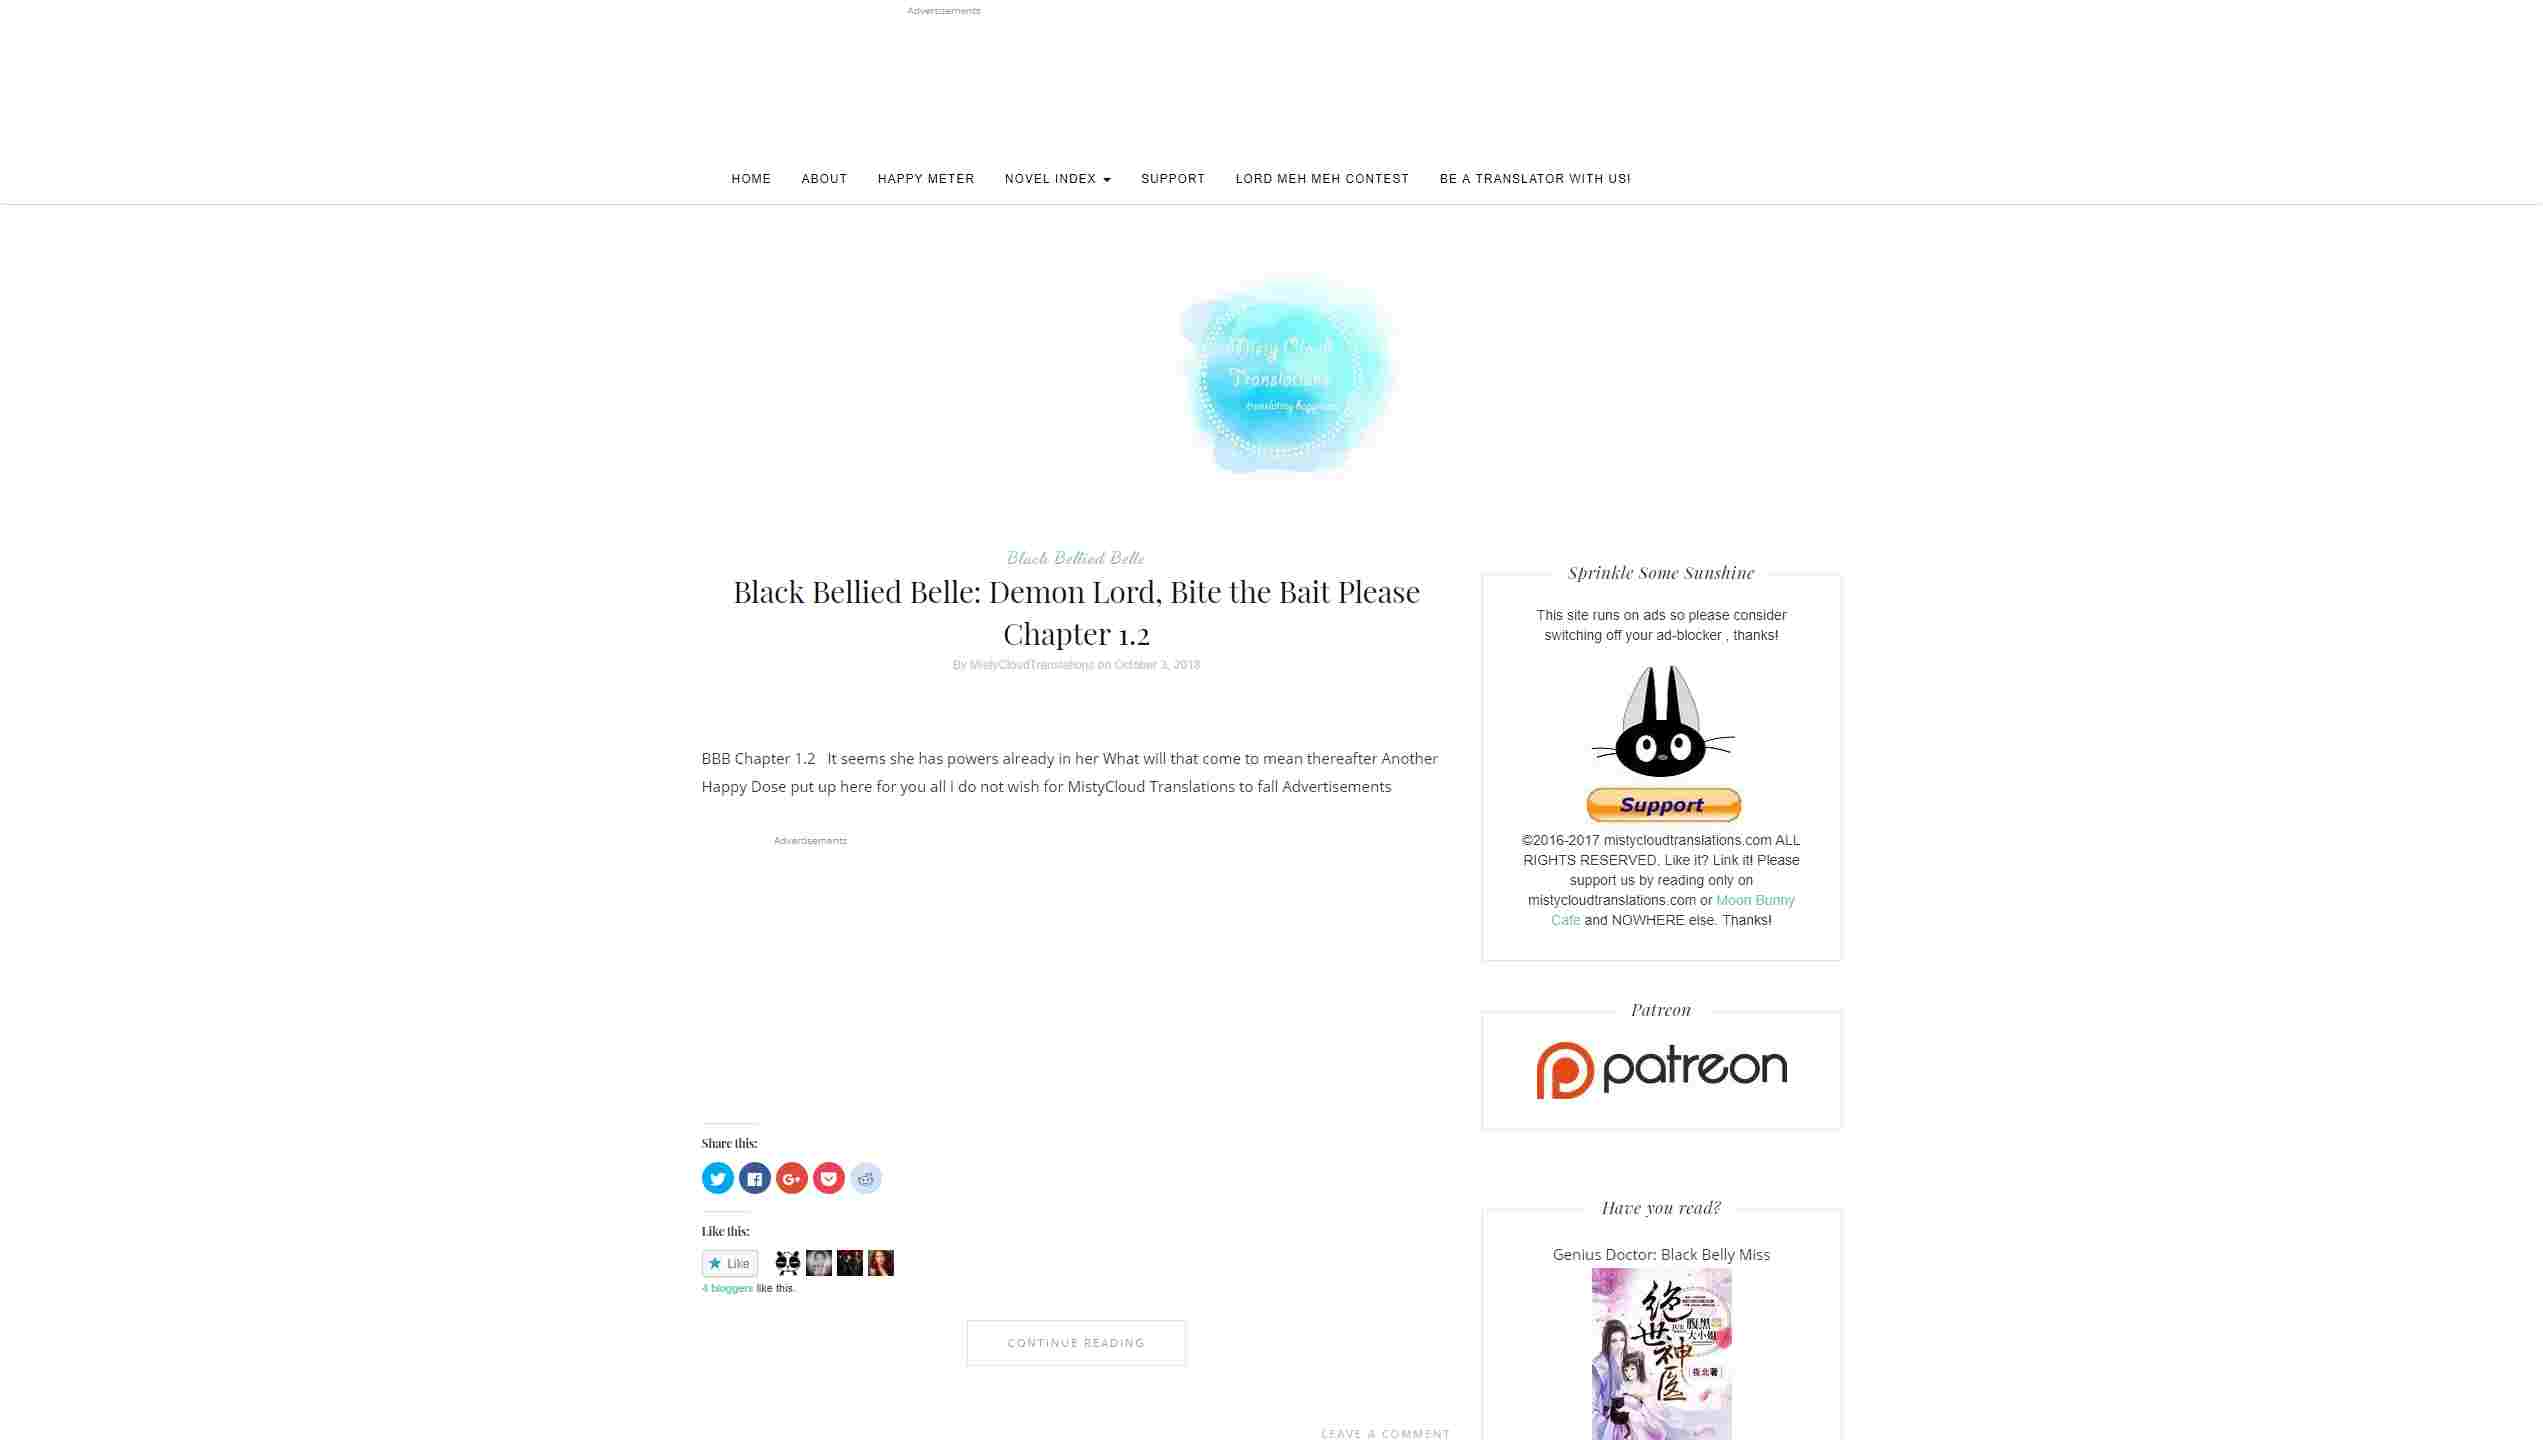 Advertisements
HOME ABOUT HAPPY METER NOVEL INDEX SUPPORT LORD MEH MEH CONTEST BE A TRANSLATOR WITH US!
Misty Cloud
Translations
translating happiness
Black Bellied Belle
Black Bellied Belle: Demon Lord, Bite the Bait Please
Chapter 1.2
By MistyCloudTranslations on October 3, 2018
BBB Chapter 1.2   It seems she has powers already in her What will that come to mean thereafter Another
Happy Dose put up here for you all I do not wish for MistyCloud Translations to fall Advertisements
Advertisements
Share this:
Like this:
Like
4 bloggers like this.
CONTINUE READING
LEAVE A COMMENT
Sprinkle Some Sunshine
This site runs on ads so please consider
switching off your ad-blocker , thanks!
Support
©2016-2017 mistycloudtranslations.com ALL
RIGHTS RESERVED. Like it? Link it! Please
support us by reading only on
mistycloudtranslations.com or Moon Bunny
Cafe and NOWHERE else. Thanks!
Patreon
patreon
Have you read?
Genius Doctor: Black Belly Miss
绝世神医
腹黑
大小姐
夜北著